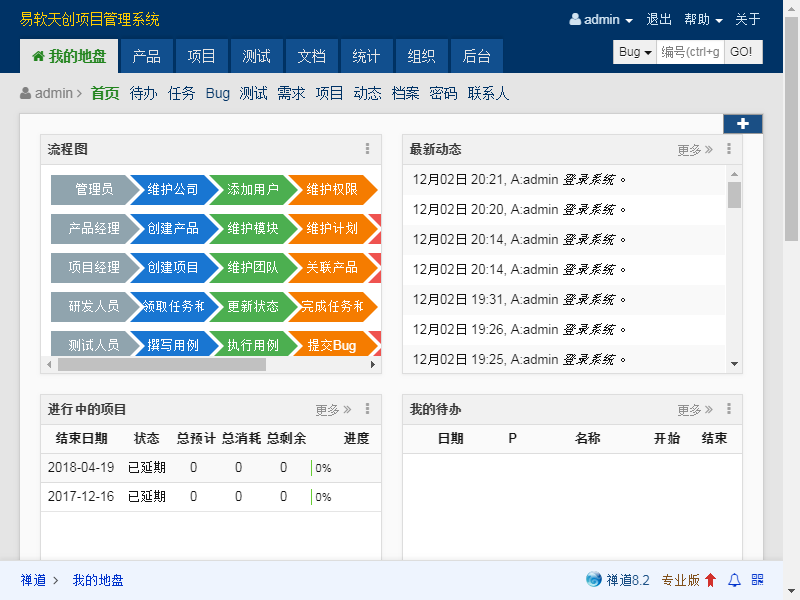 易软天创项目管理系统
admin 退出 帮助 关于
我的地盘 产品 项目 测试 文档 统计 组织 后台 Bug 编号(ctrl+g GO!
admin 首页 待办 任务 Bug 测试 需求 项目 动态 档案 密码 联系人
流程图
管理员 维护公司 添加用户 维护权限
产品经理 创建产品 维护模块 维护计划
项目经理 创建项目 维护团队 关联产品
研发人员 领取任务和 更新状态 完成任务和
测试人员 撰写用例 执行用例 提交Bug
最新动态 更多
12月02日 20:21, A:admin 登录系统 。
12月02日 20:20, A:admin 登录系统 。
12月02日 20:14, A:admin 登录系统 。
12月02日 20:14, A:admin 登录系统 。
12月02日 19:31, A:admin 登录系统 。
12月02日 19:26, A:admin 登录系统 。
12月02日 19:25, A:admin 登录系统 。
进行中的项目 更多
结束日期 状态 总预计 总消耗 总剩余 进度
2018-04-19 已延期 0 0 0 0%
2017-12-16 已延期 0 0 0 0%
我的待办 更多
日期 P 名称 开始 结束
禅道 我的地盘 禅道8.2 专业版